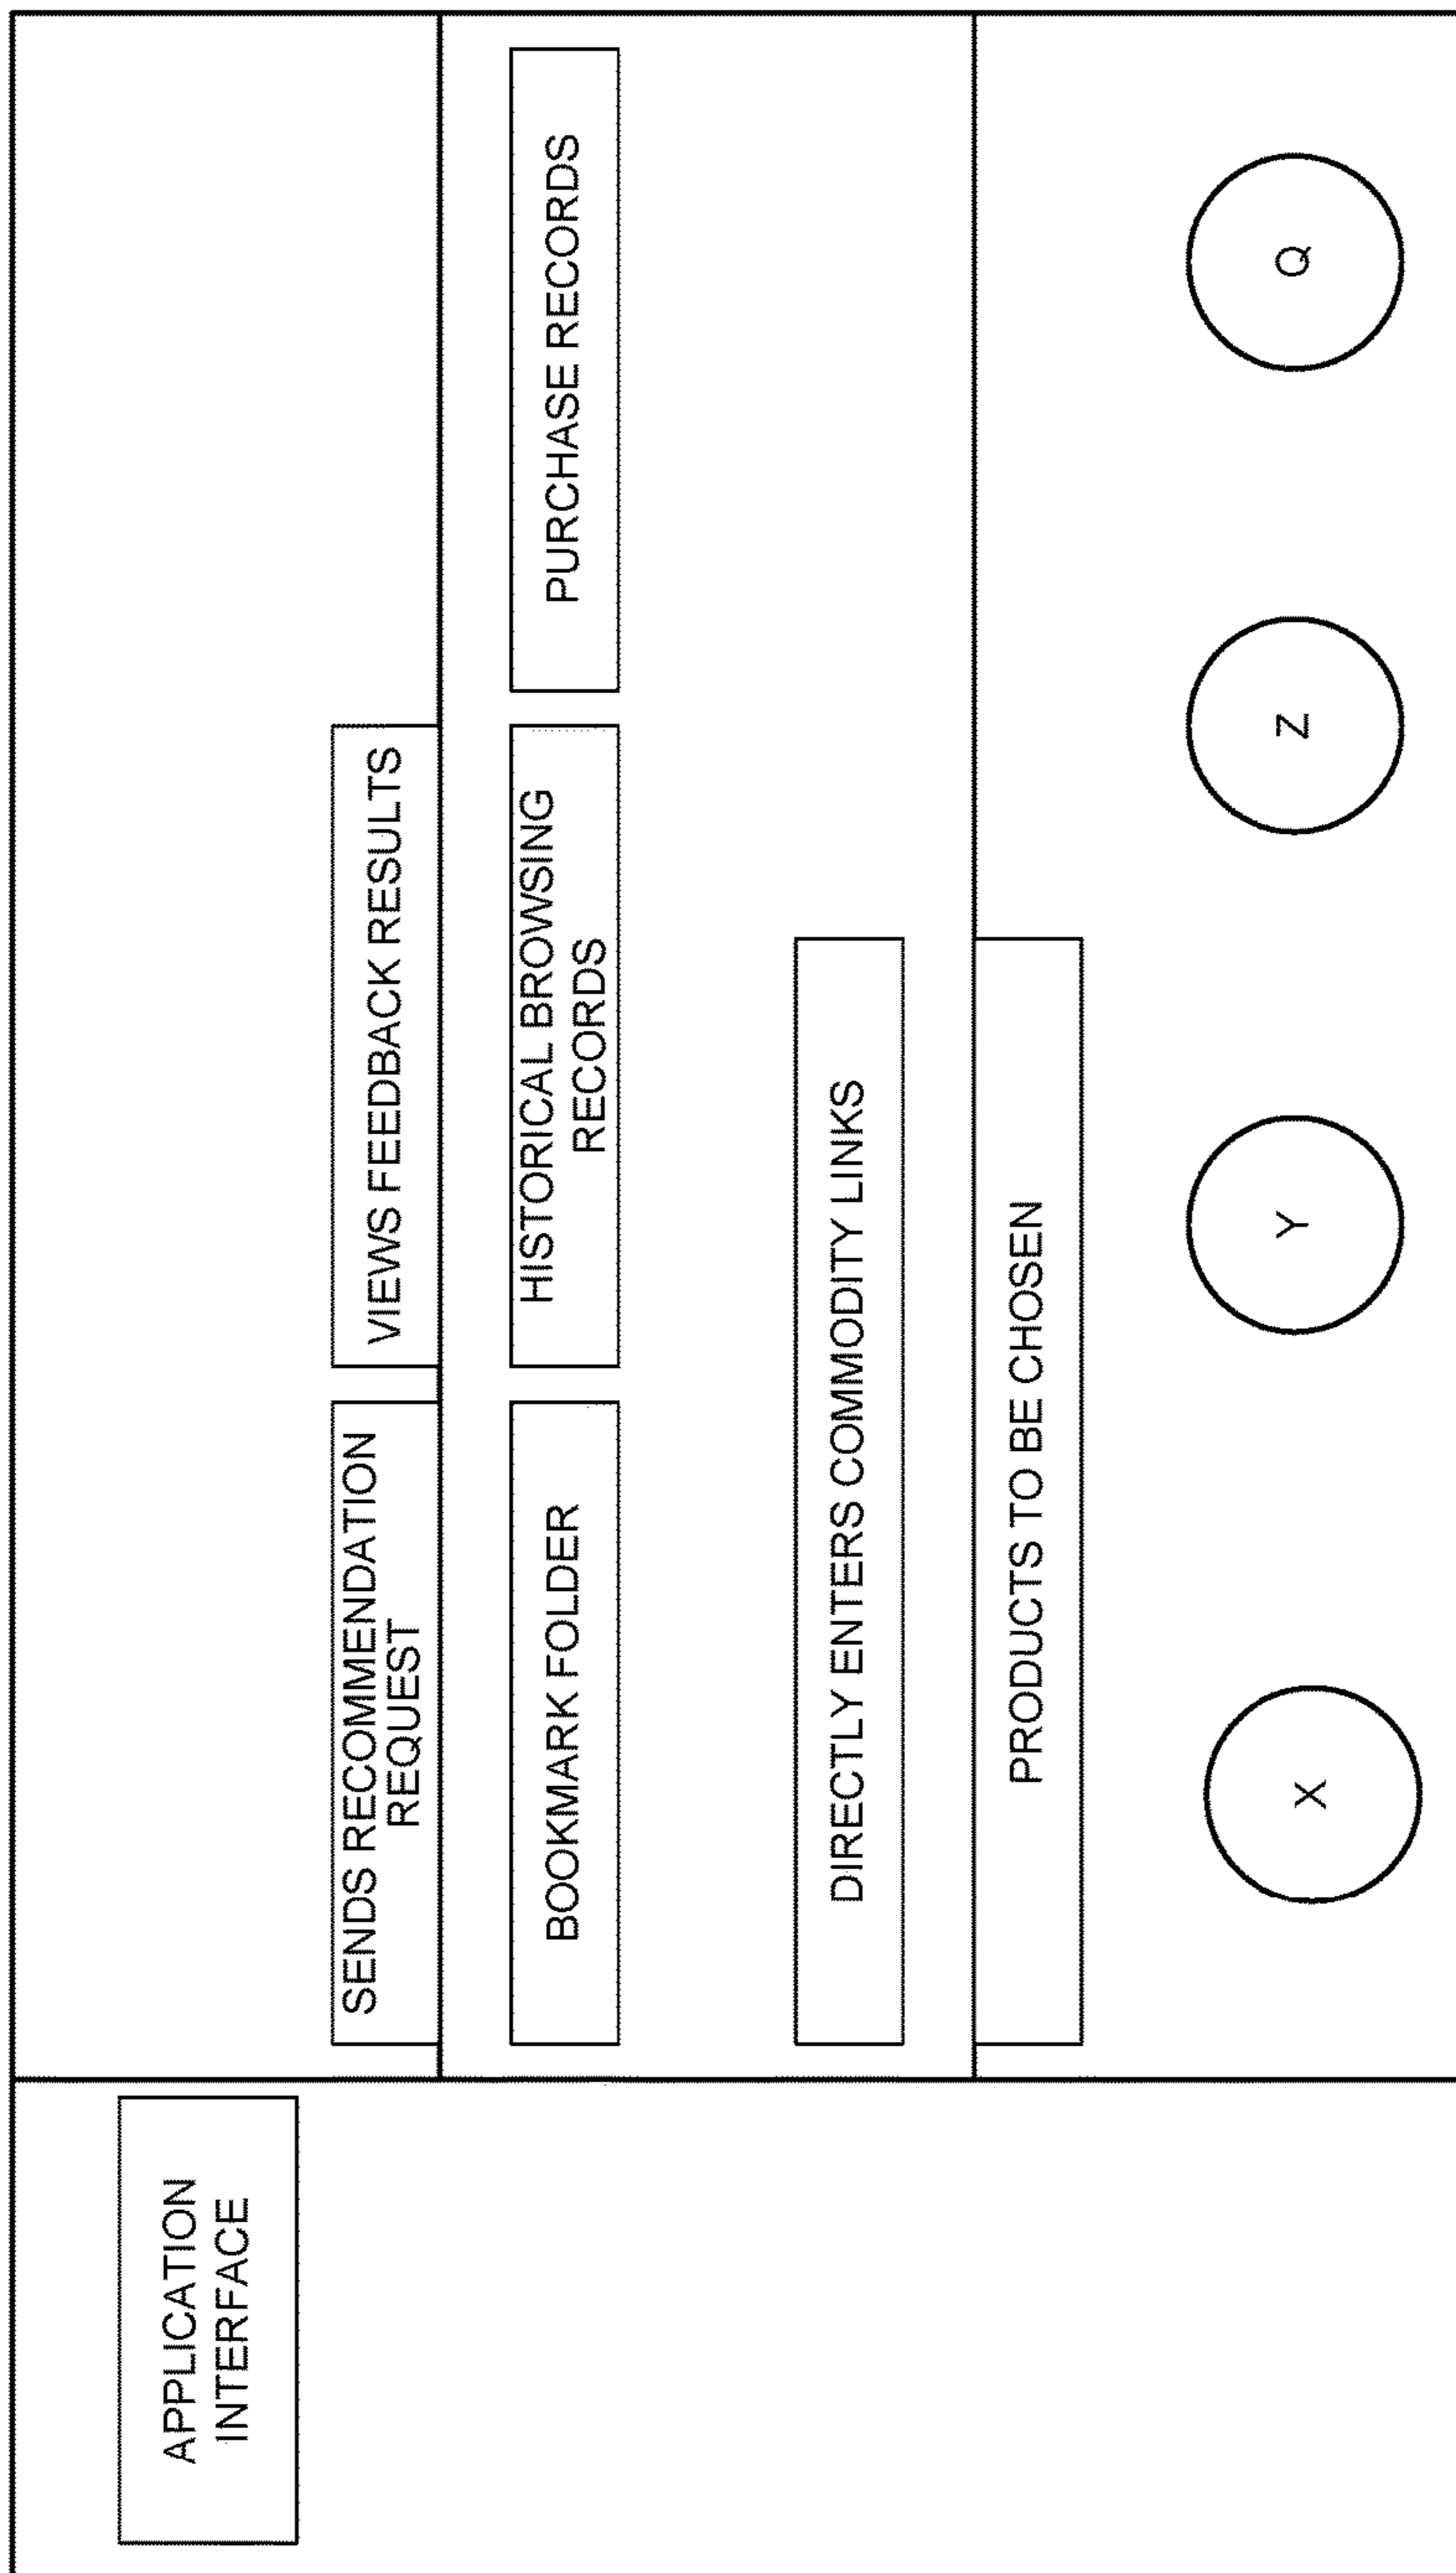 APPLICATION
INTERFACE
SENDS RECOMMENDATION
REQUEST
VIEWS FEEDBACK RESULTS
BOOKMARK FOLDER
HISTORICAL BROWSING
RECORDS
PURCHASE RECORDS
DIRECTLY ENTERS COMMODITY LINKS
PRODUCTS TO BE CHOSEN
X
Y
Z
Q